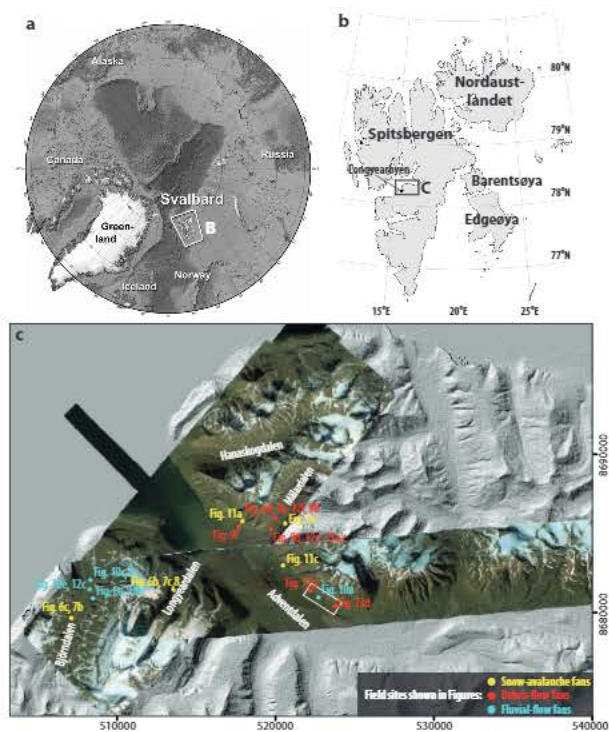 a
Alaska
Canada
Russia
Svalbard
B
Green-
land
Norway
Iceland
b
80°N
Nordaust-
landet
79°N
Spitsbergen
Longyearbyen
C
Barentsøya
78°N
Edgeøya
77°N
15°E
20°E
25°E
c
Hanaskogdalen
Mälardalen
8690000
Fig. 11a
Fig. 11c
Fig. 6b, 7c,8
12c
Fig. 6c, 7b
Longyeardalen
Adventdalen
Bjørndalen
8680000
Snow-avalanche fans
Field sites shown in Figures:
Debris-flow fans
Fluvial-flow fans
510000
520000
530000
540000